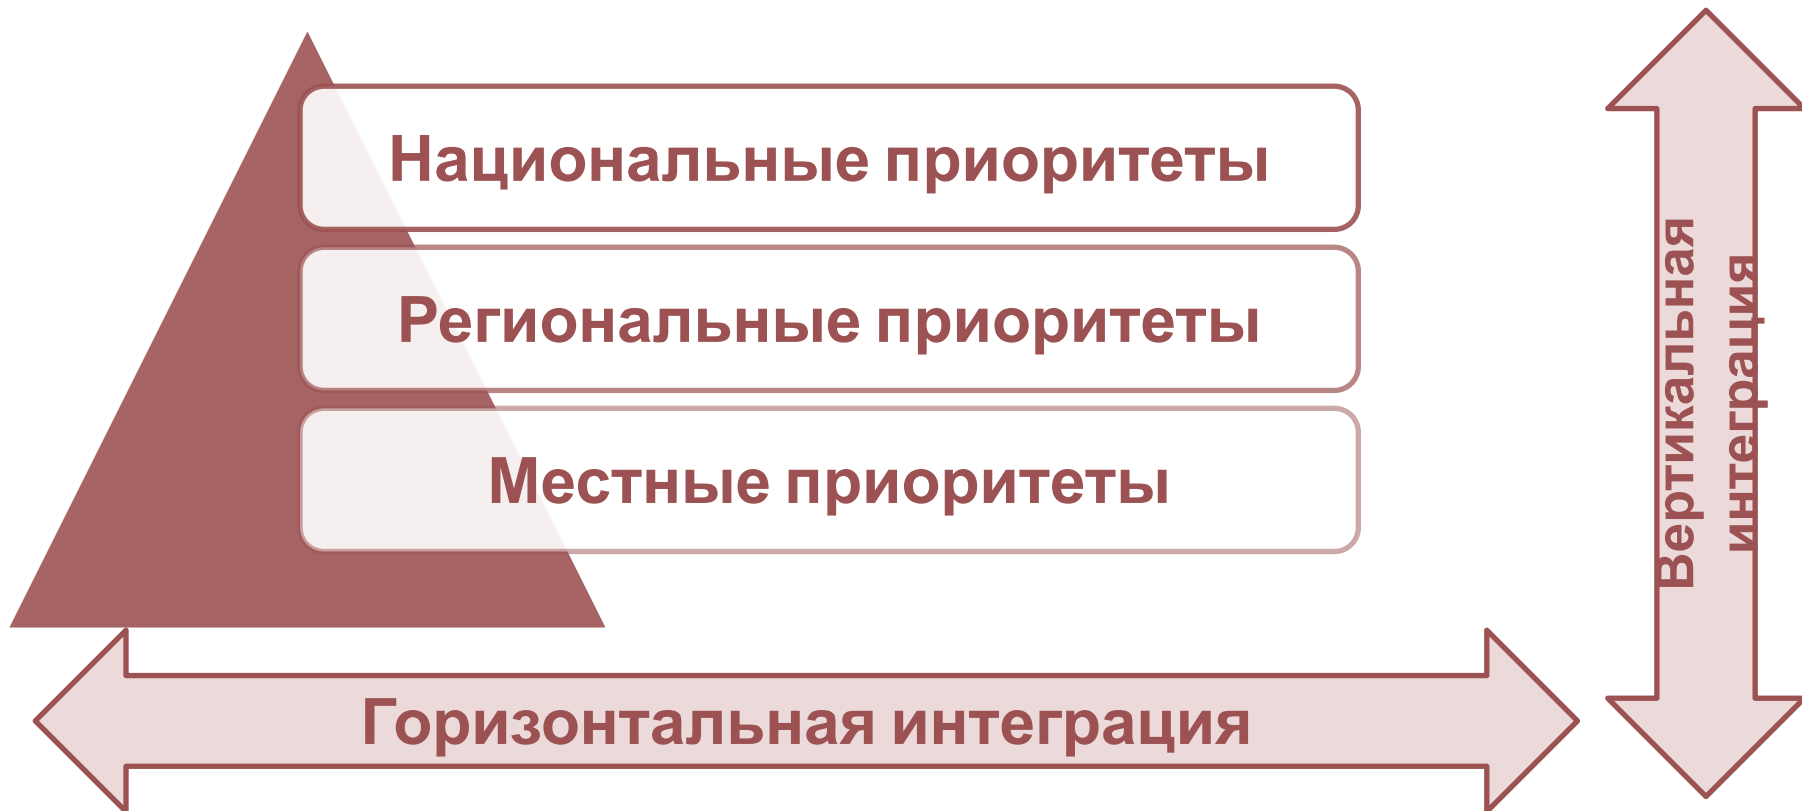 Национальные приоритеты
Региональные приоритеты
Местные приоритеты
Горизонтальная интеграция
Вертикальная
интеграция